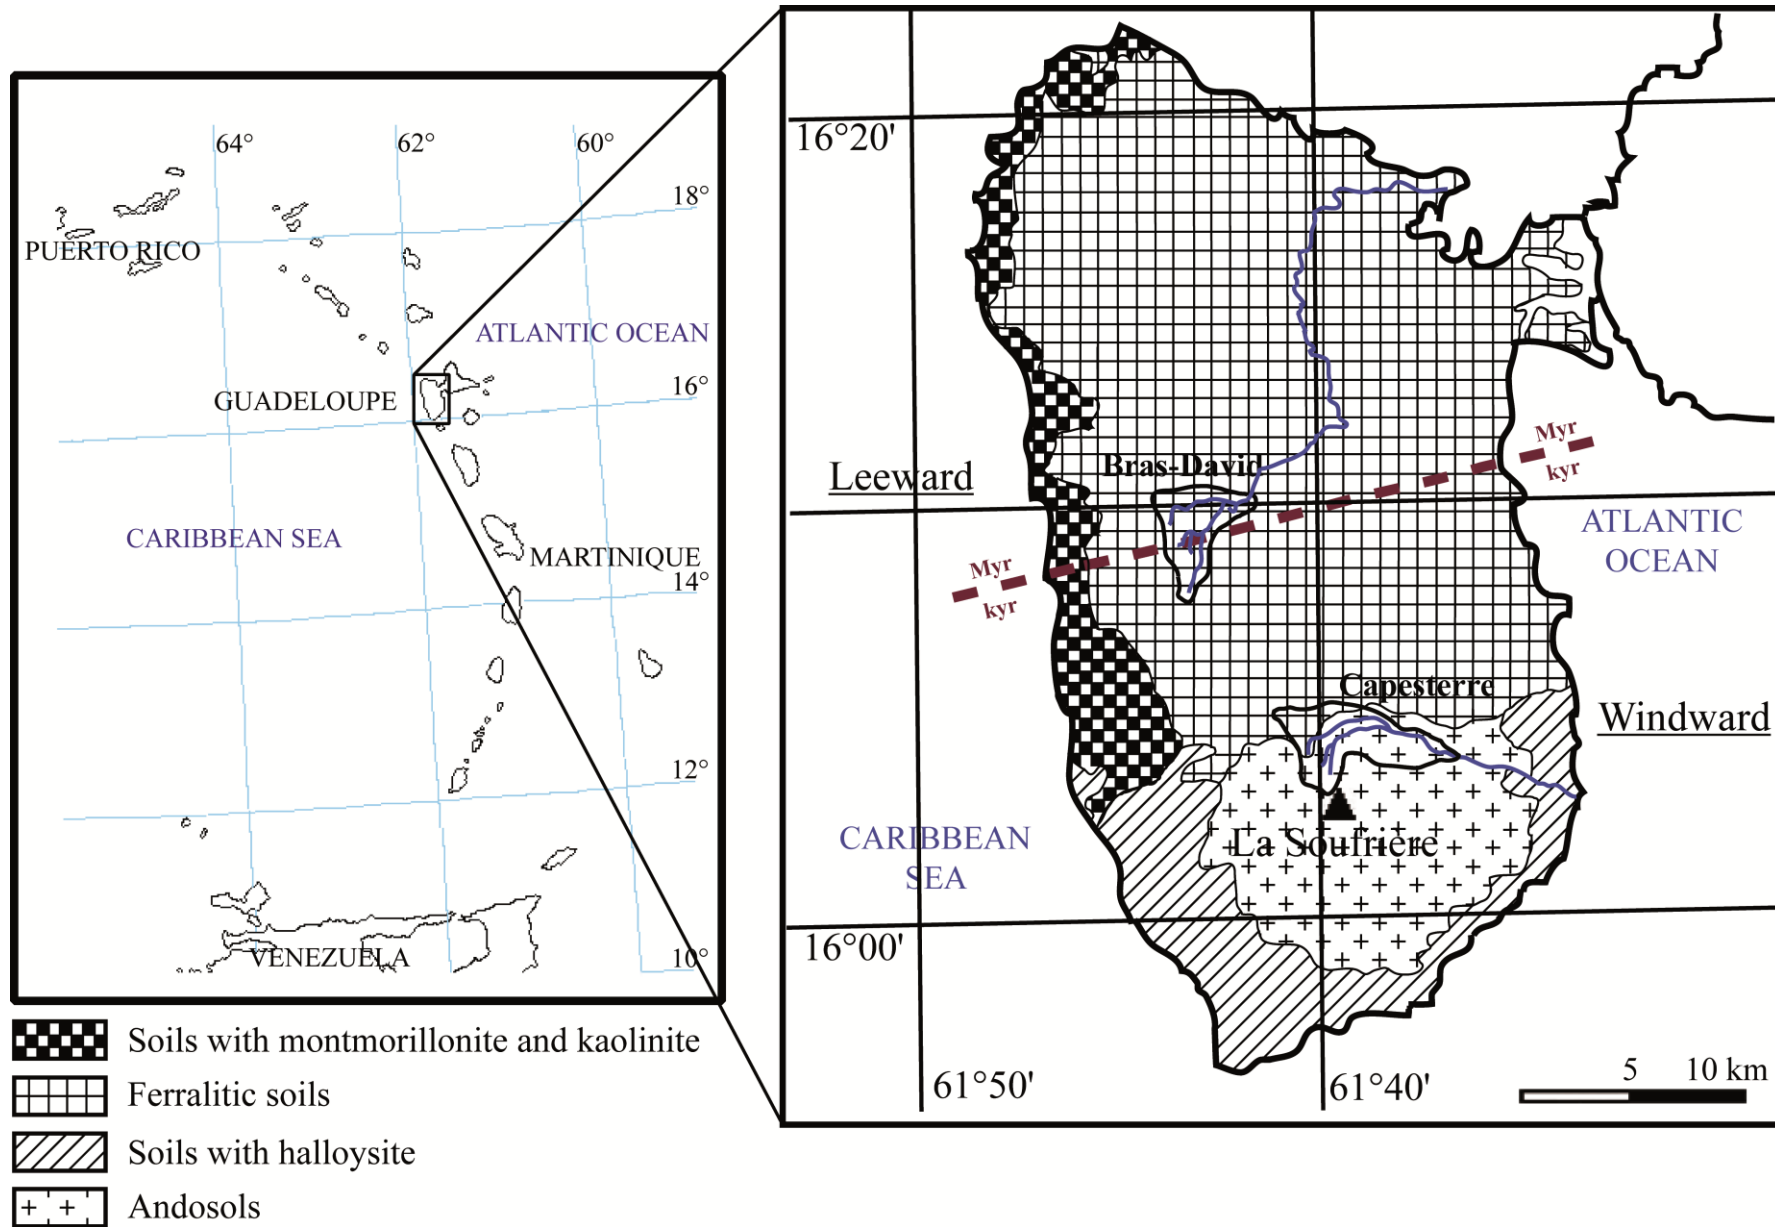 64°
62°
60°
18°
PUERTO RICO
ATLANTIC OCEAN
16°
GUADELOUPE
CARIBBEAN SEA
MARTINIQUE
14°
12°
VENEZUELA
10°
16°20'
Myr
kyr
Bras-David
Leeward
ATLANTIC
OCEAN
Myr
kyr
Capesterre
Windward
La Soufrière
CARIBBEAN
SEA
16°00'
61°50'
61°40'
5
10 km
Soils with montmorillonite and kaolinite
Ferralitic soils
Soils with halloysite
Andosols